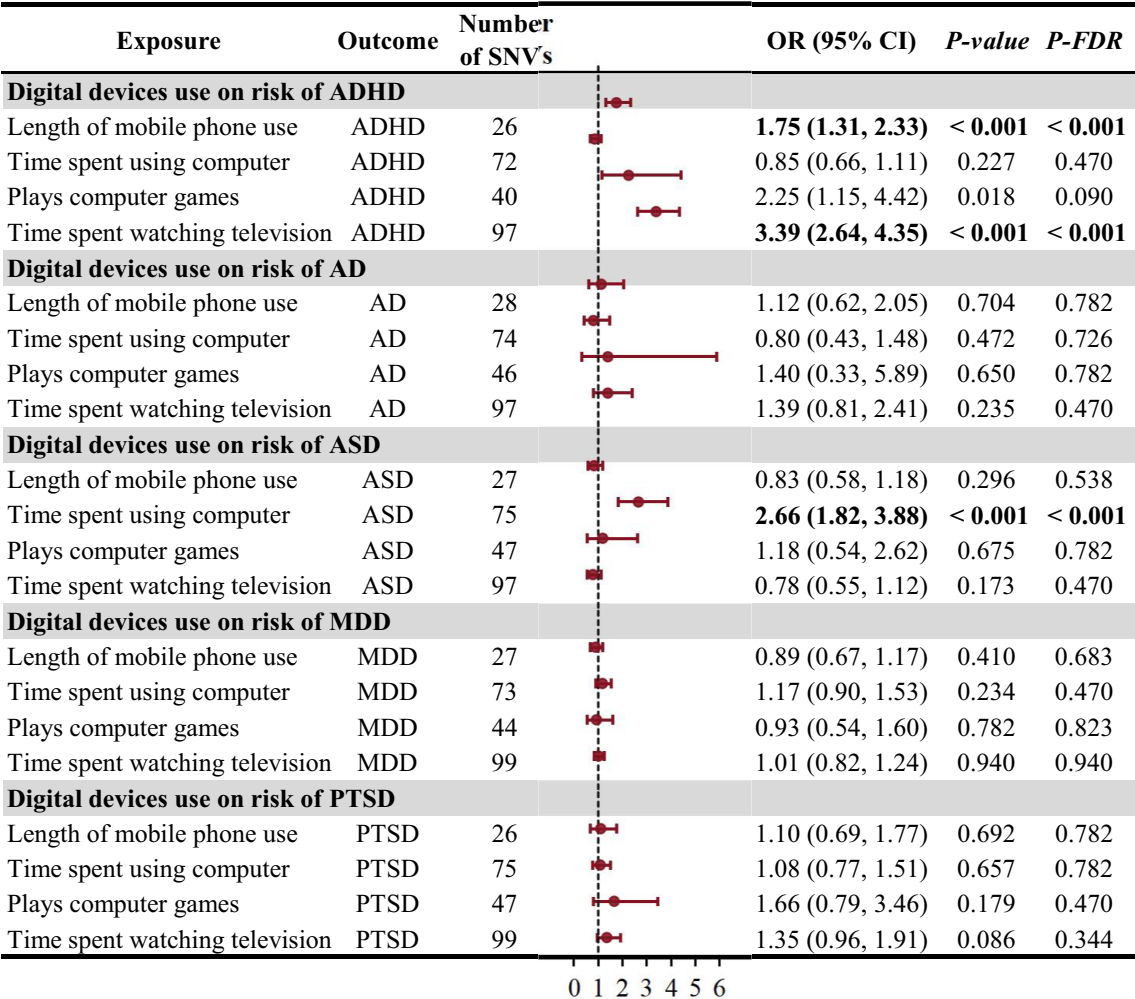 Exposure Outcome Number of SNV's OR (95% CI) P-value P-FDR
Digital devices use on risk of ADHD
Length of mobile phone use ADHD 26 1.75 (1.31, 2.33) < 0.001 < 0.001
Time spent using computer ADHD 72 0.85 (0.66, 1.11) 0.227 0.470
Plays computer games ADHD 40 2.25 (1.15, 4.42) 0.018 0.090
Time spent watching television ADHD 97 3.39 (2.64, 4.35) < 0.001 < 0.001
Digital devices use on risk of AD
Length of mobile phone use AD 28 1.12 (0.62, 2.05) 0.704 0.782
Time spent using computer AD 74 0.80 (0.43, 1.48) 0.472 0.726
Plays computer games AD 46 1.40 (0.33, 5.89) 0.650 0.782
Time spent watching television AD 97 1.39 (0.81, 2.41) 0.235 0.470
Digital devices use on risk of ASD
Length of mobile phone use ASD 27 0.83 (0.58, 1.18) 0.296 0.538
Time spent using computer ASD 75 2.66 (1.82, 3.88) < 0.001 < 0.001
Plays computer games ASD 47 1.18 (0.54, 2.62) 0.675 0.782
Time spent watching television ASD 97 0.78 (0.55, 1.12) 0.173 0.470
Digital devices use on risk of MDD
Length of mobile phone use MDD 27 0.89 (0.67, 1.17) 0.410 0.683
Time spent using computer MDD 73 1.17 (0.90, 1.53) 0.234 0.470
Plays computer games MDD 44 0.93 (0.54, 1.60) 0.782 0.823
Time spent watching television MDD 99 1.01 (0.82, 1.24) 0.940 0.940
Digital devices use on risk of PTSD
Length of mobile phone use PTSD 26 1.10 (0.69, 1.77) 0.692 0.782
Time spent using computer PTSD 75 1.08 (0.77, 1.51) 0.657 0.782
Plays computer games PTSD 47 1.66 (0.79, 3.46) 0.179 0.470
Time spent watching television PTSD 99 1.35 (0.96, 1.91) 0.086 0.344
0 1 2 3 4 5 6